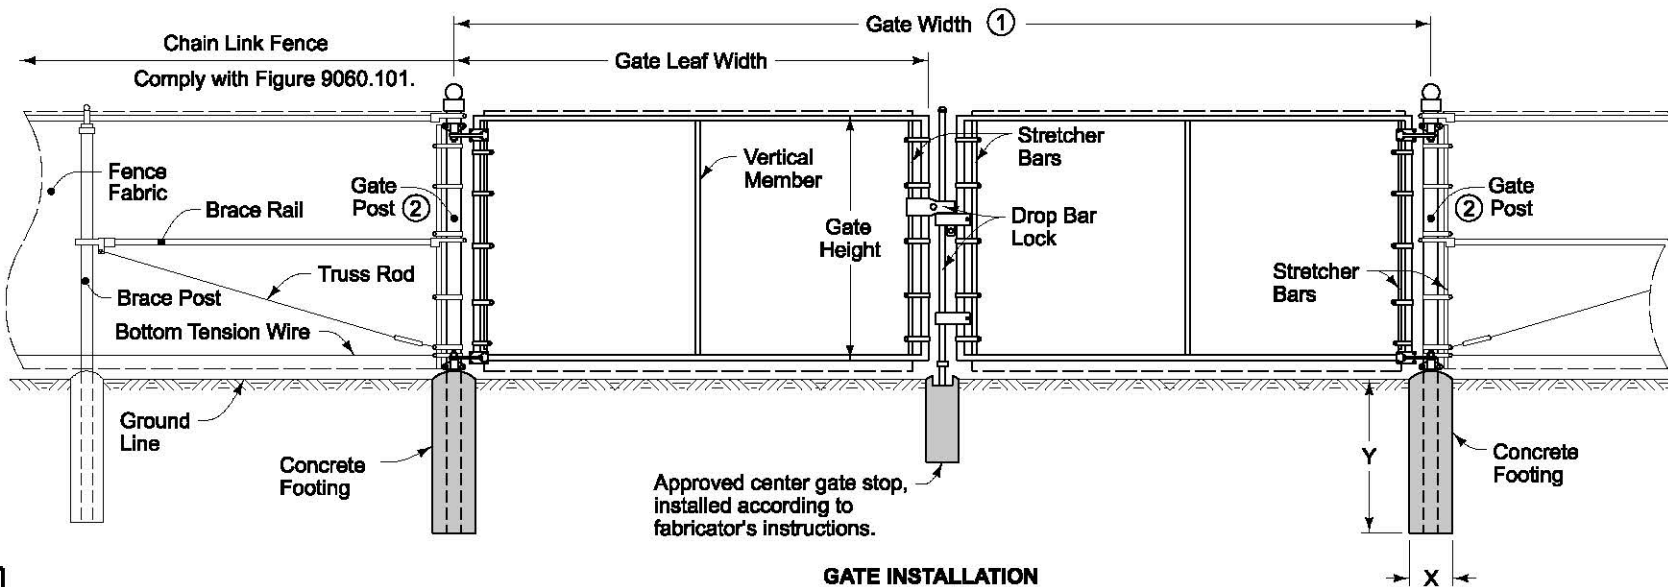 Gate Width ①
Chain Link Fence
Gate Leaf Width
Comply with Figure 9060.101.
Fence
Fabric
Brace Rail
Gate
Post ②
Vertical
Member
Stretcher
Bars
Gate
② Post
Drop Bar
Lock
Gate
Height
Truss Rod
Stretcher
Bars
Brace Post
Bottom Tension Wire
Ground
Line
Concrete
Footing
Approved center gate stop,
installed according to
fabricator's instructions.
Y
Concrete
Footing
X
GATE INSTALLATION